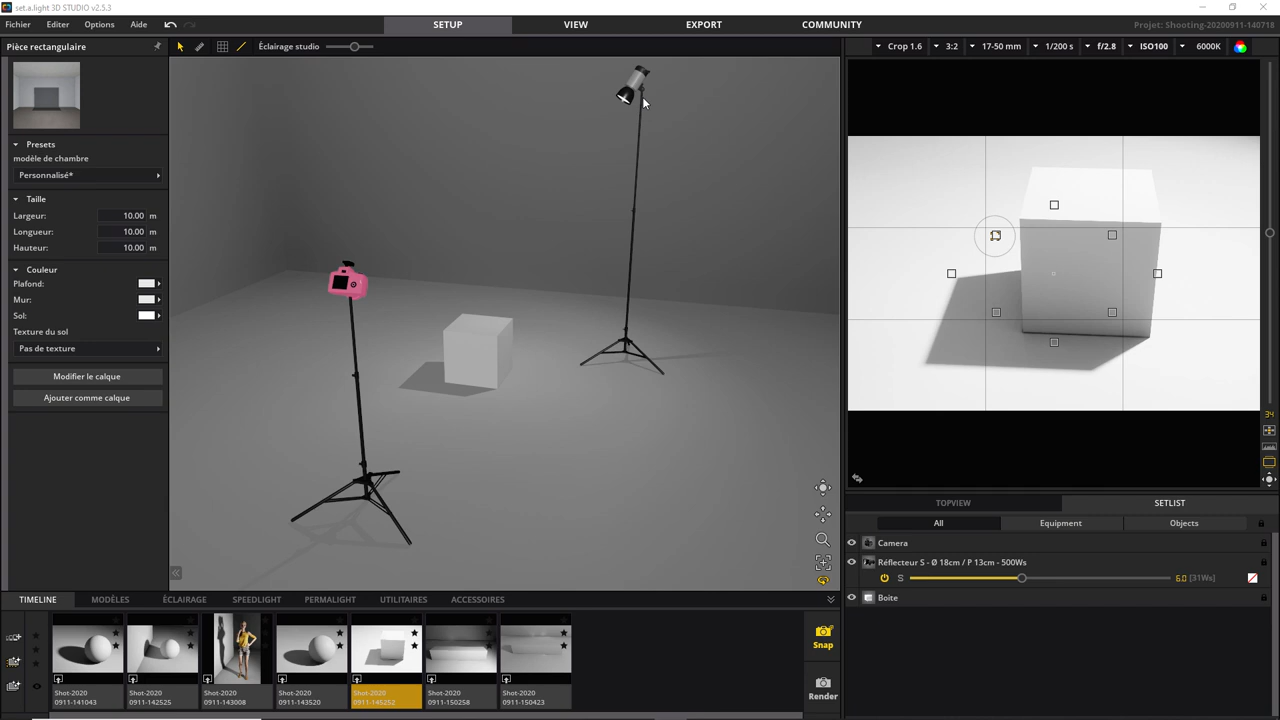 set.a.light 3D STUDIO v2.5.3
Fichier Editer Options Aide SETUP VIEW EXPORT COMMUNITY Projet: Shooting-20200911-140718
Pièce rectangulaire Éclairage studio Crop 1.6 3:2 17-50 mm 1/200 s f/2.8 ISO100 6000K
Presets
modèle de chambre
Personnalisé*
Taille
Largeur: 10.00 m
Longueur: 10.00 m
Hauteur: 10.00 m
Couleur
Plafond:
Mur:
Sol:
Texture du sol
Pas de texture
Modifier le calque
Ajouter comme calque
34
TOPVIEW SETLIST
All Equipment Objects
Camera
Réflecteur S - Ø 18cm / P 13cm - 500Ws
S 6.0 [31Ws]
Boite
TIMELINE MODÈLES ÉCLAIRAGE SPEEDLIGHT PERMALIGHT UTILITAIRES ACCESSOIRES
Snap
Render
Shot-2020 Shot-2020 Shot-2020 Shot-2020 Shot-2020 Shot-2020 Shot-2020
0911-141043 0911-142525 0911-143008 0911-143520 0911-145252 0911-150258 0911-150423